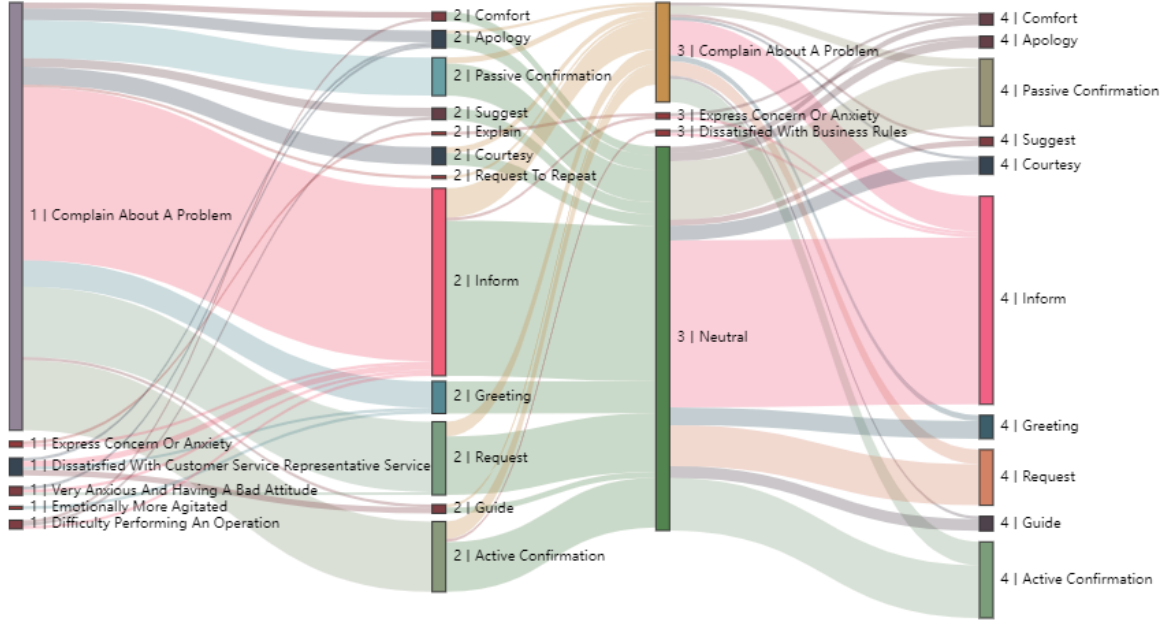 1 | Complain About A Problem
1 | Express Concern Or Anxiety
1 | Dissatisfied With Customer Service Representative Service
1 | Very Anxious And Having A Bad Attitude
1 | Emotionally More Agitated
1 | Difficulty Performing An Operation
2 | Comfort
2 | Apology
2 | Passive Confirmation
2 | Suggest
2 | Explain
2 | Courtesy
2 | Request To Repeat
2 | Inform
2 | Greeting
2 | Request
2 | Guide
2 | Active Confirmation
3 | Complain About A Problem
3 | Express Concern Or Anxiety
3 | Dissatisfied With Business Rules
3 | Neutral
4 | Comfort
4 | Apology
4 | Passive Confirmation
4 | Suggest
4 | Courtesy
4 | Inform
4 | Greeting
4 | Request
4 | Guide
4 | Active Confirmation